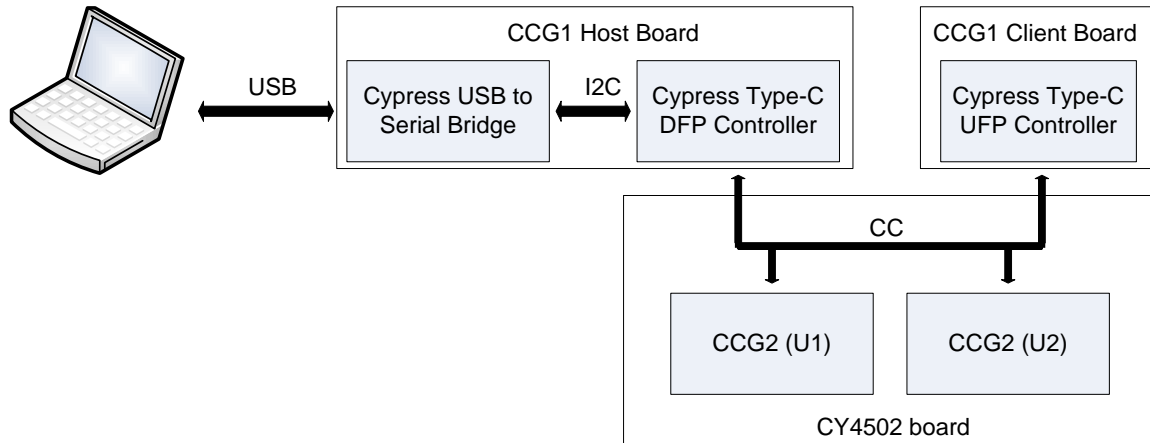 CCG1 Host Board
CCG1 Client Board
USB
Cypress USB to
Serial Bridge
I2C
Cypress Type-C
DFP Controller
Cypress Type-C
UFP Controller
CC
CCG2 (U1)
CCG2 (U2)
CY4502 board